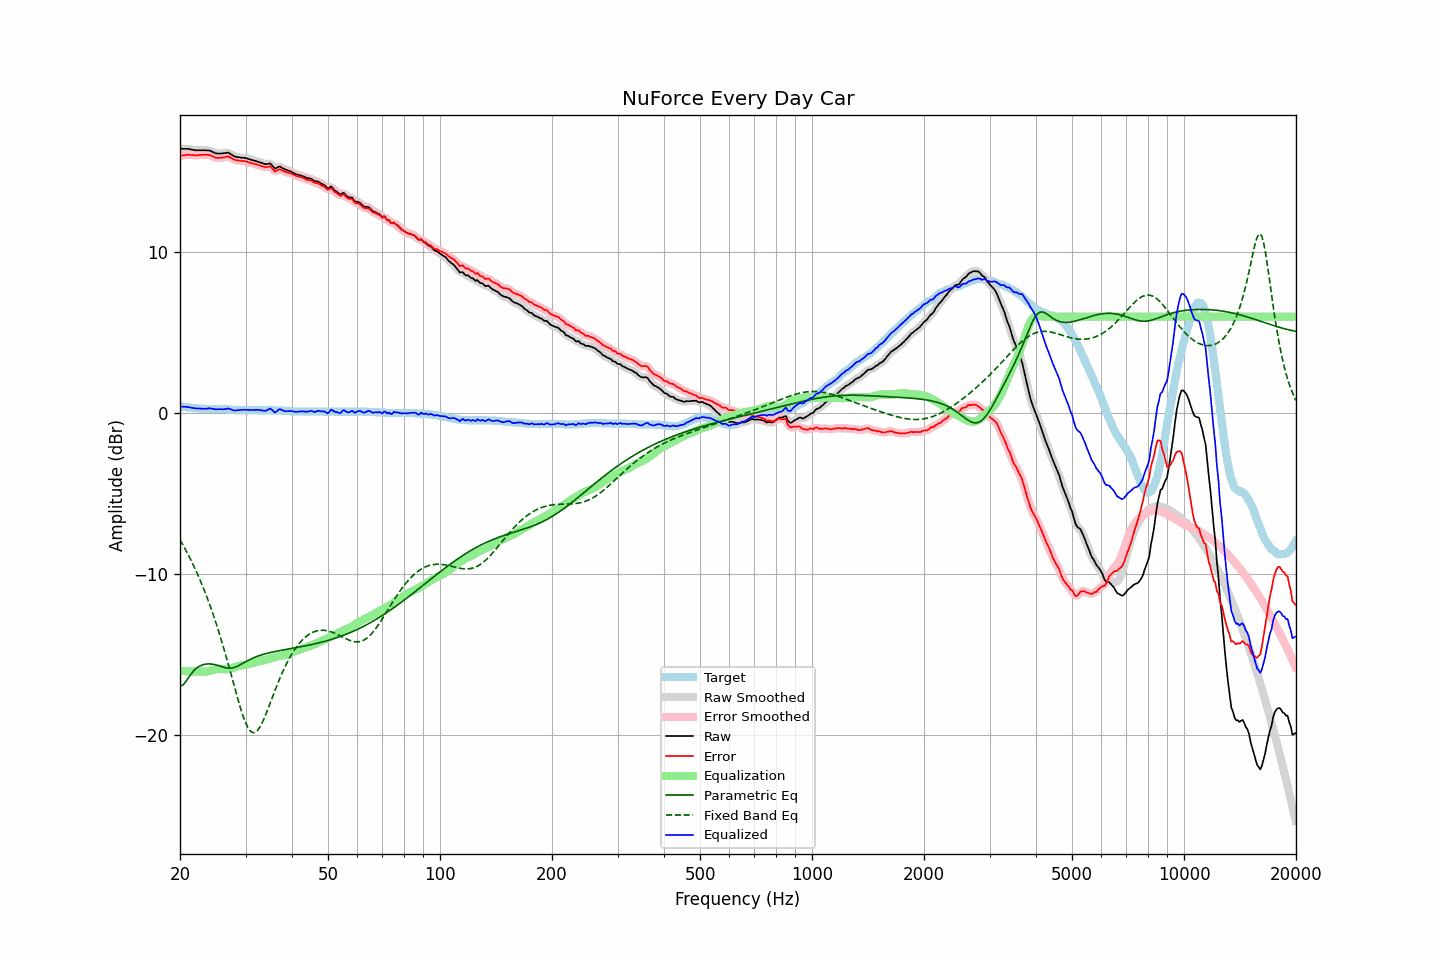 NuForce Every Day Car
Amplitude (dBr)
10
0
−10
−20
Target
Raw Smoothed
Error Smoothed
Raw
Error
Equalization
Parametric Eq
Fixed Band Eq
Equalized
20 50 100 200 500 1000 2000 5000 10000 20000
Frequency (Hz)